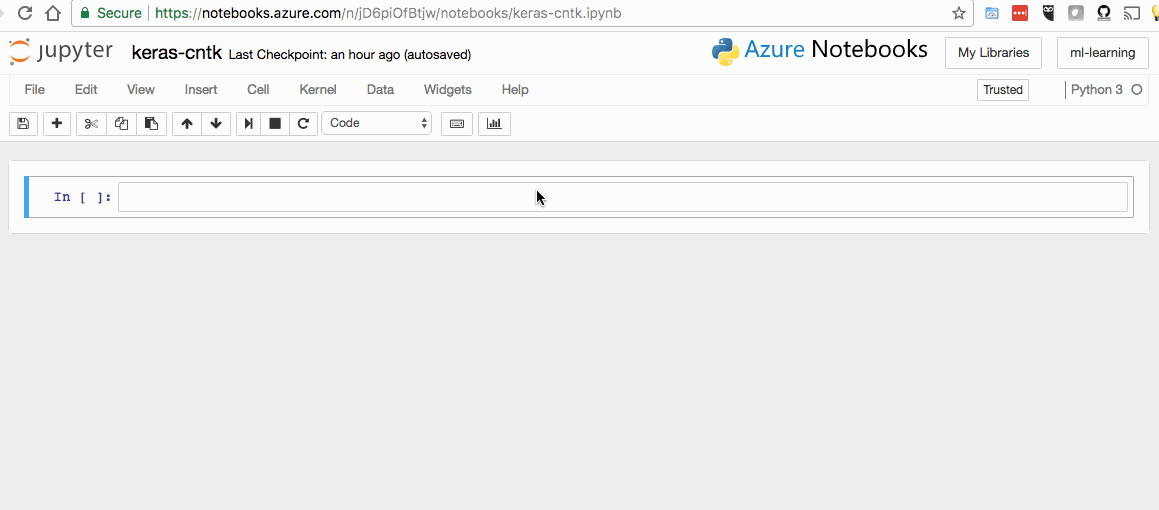 Secure https://notebooks.azure.com/n/jD6piOfBtjw/notebooks/keras-cntk.ipynb
jupyter keras-cntk Last Checkpoint: an hour ago (autosaved) Azure Notebooks My Libraries ml-learning
File Edit View Insert Cell Kernel Data Widgets Help Trusted Python 3
Code
In [ ]: